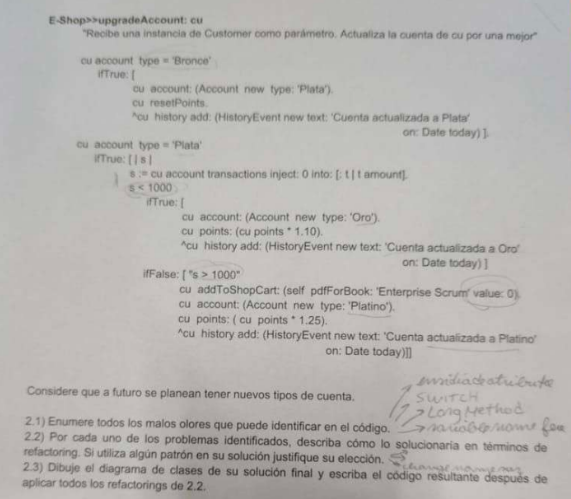 E-Shop>>upgradeAccount: cu
"Recibe una instancia de Customer como parámetro. Actualiza la cuenta de cu por una mejor"
cu account type = 'Bronce'
ifTrue: [
cu account: (Account new type: 'Plata').
cu resetPoints.
^cu history add: (HistoryEvent new text: 'Cuenta actualizada a Plata'
on: Date today) ].
cu account type = 'Plata'
ifTrue: [ | s |
s := cu account transactions inject: 0 into: [: t | t amount].
s < 1000
ifTrue: [
cu account: (Account new type: 'Oro').
cu points: (cu points * 1.10).
^cu history add: (HistoryEvent new text: 'Cuenta actualizada a Oro'
on: Date today) ]
ifFalse: [ "s > 1000"
cu addToShopCart: (self pdfForBook: 'Enterprise Scrum' value: 0).
cu account: (Account new type: 'Platino').
cu points: ( cu points * 1.25).
^cu history add: (HistoryEvent new text: 'Cuenta actualizada a Platino'
on: Date today)]]
envidia de atributo
Considere que a futuro se planean tener nuevos tipos de cuenta.
SWITCH
Long Method
2.1) Enumere todos los malos olores que puede identificar en el código.
variable name feo
2.2) Por cada uno de los problemas identificados, describa cómo lo solucionaría en términos de
refactoring. Si utiliza algún patrón en su solución justifique su elección.
change name
2.3) Dibuje el diagrama de clases de su solución final y escriba el código resultante después de
aplicar todos los refactorings de 2.2.